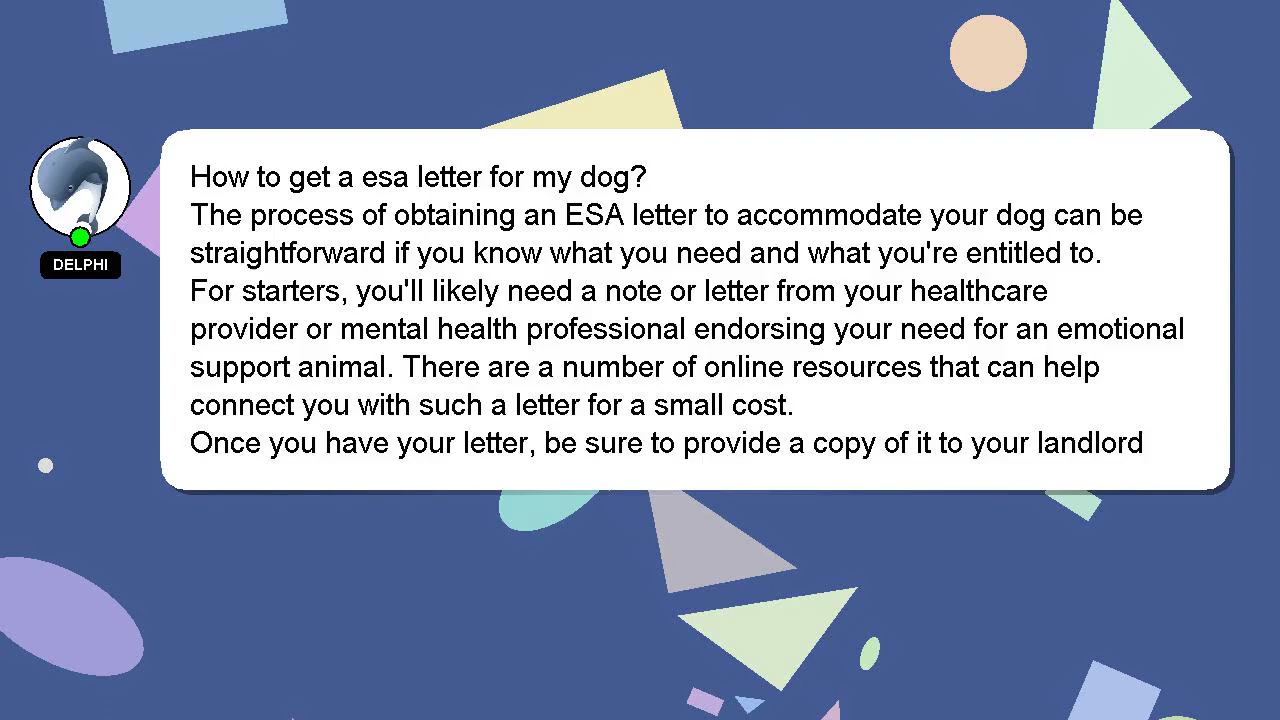 DELPHI
How to get a esa letter for my dog?
The process of obtaining an ESA letter to accommodate your dog can be
straightforward if you know what you need and what you're entitled to.
For starters, you'll likely need a note or letter from your healthcare
provider or mental health professional endorsing your need for an emotional
support animal. There are a number of online resources that can help
connect you with such a letter for a small cost.
Once you have your letter, be sure to provide a copy of it to your landlord